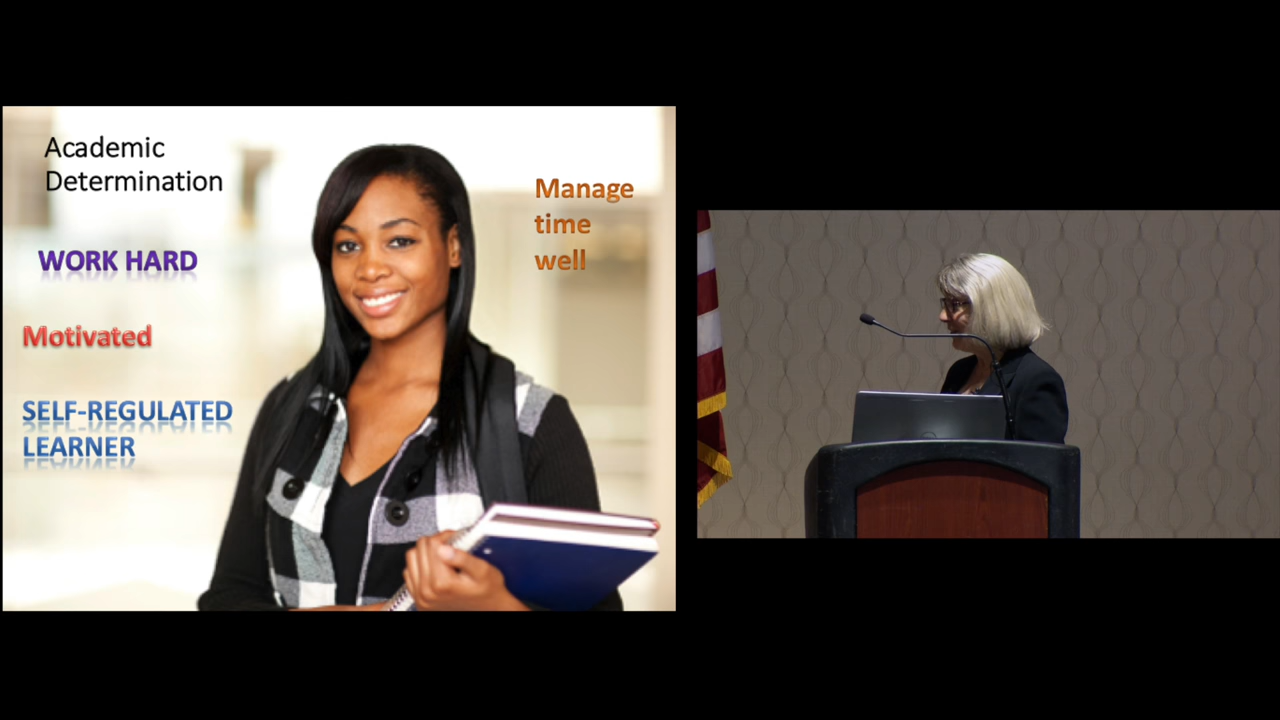 Academic
Determination
WORK HARD
Motivated
SELF-REGULATED
LEARNER
Manage
time
well